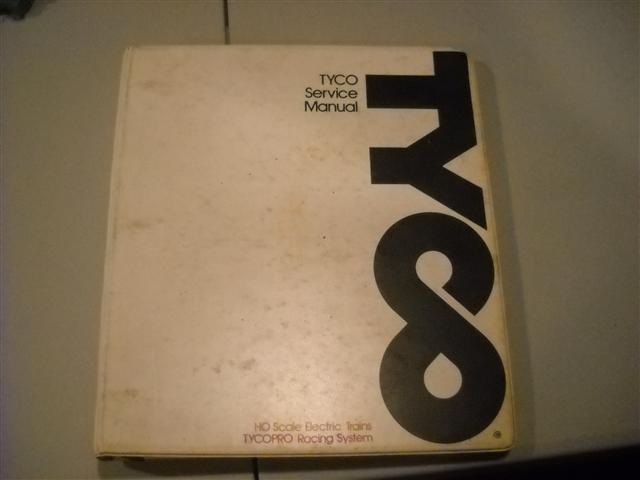 TYCO
Service
Manual
TYCO
HO Scale Electric Trains
TYCOPRO Racing System